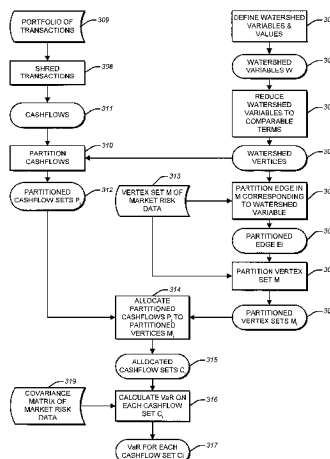 PORTFOLIO OF
TRANSACTIONS
309
SHRED
TRANSACTIONS
308
CASHFLOWS
311
PARTITION
CASHFLOWS
310
PARTITIONED
CASHFLOW SETS Pi
312
DEFINE WATERSHED
VARIABLES &
VALUES
WATERSHED
VARIABLES W
REDUCE
WATERSHED
VARIABLES TO
COMPARABLE
TERMS
WATERSHED
VERTICES
313
VERTEX SET M OF
MARKET RISK
DATA
PARTITION EDGE IN
M CORRESPONDING
TO WATERSHED
VARIABLE
PARTITIONED
EDGE Ei
PARTITION VERTEX
SET M
PARTITIONED
VERTEX SETS Mi
314
ALLOCATE
PARTITIONED
CASHFLOWS Pi TO
PARTITIONED
VERTICES Mi
ALLOCATED
CASHFLOW SETS Ci
315
319
COVARIANCE
MATRIX OF
MARKET RISK
DATA
CALCULATE VaR ON
EACH CASHFLOW
SET Ci
316
VaR FOR EACH
CASHFLOW SET Ci
317